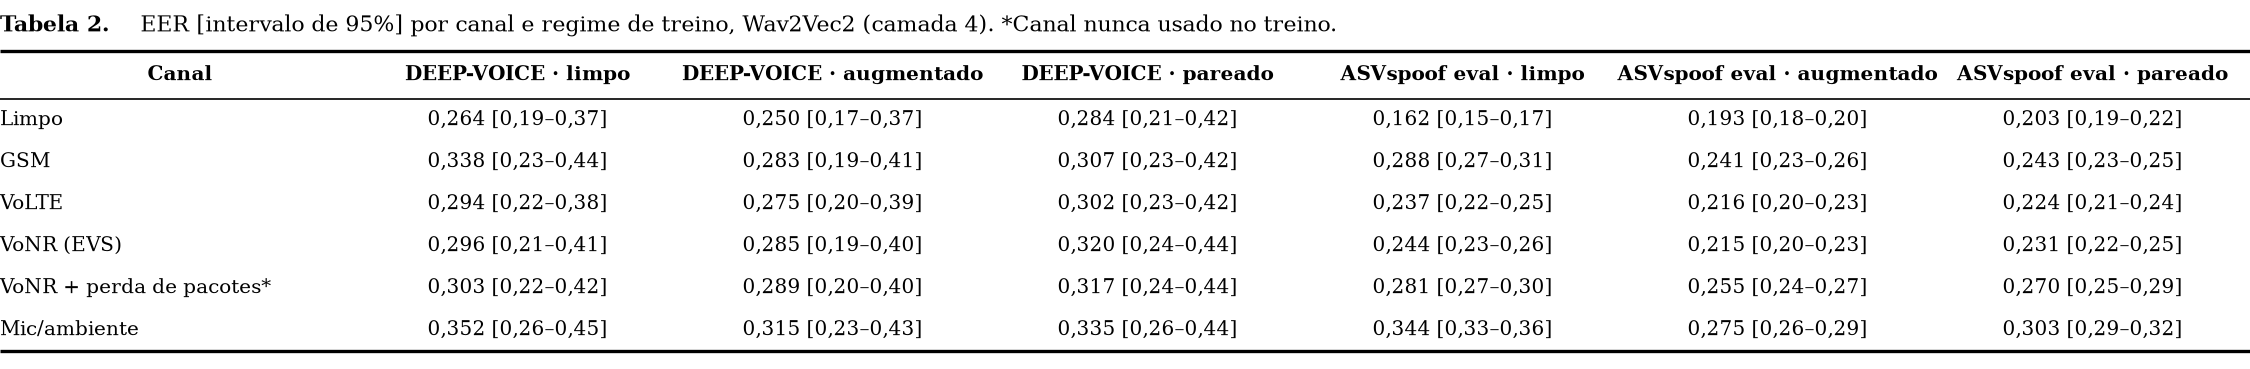 Tabela 2. EER [intervalo de 95%] por canal e regime de treino, Wav2Vec2 (camada 4). *Canal nunca usado no treino.
Canal DEEP-VOICE · limpo DEEP-VOICE · augmentado DEEP-VOICE · pareado ASVspoof eval · limpo ASVspoof eval · augmentado ASVspoof eval · pareado
Limpo 0,264 [0,19–0,37] 0,250 [0,17–0,37] 0,284 [0,21–0,42] 0,162 [0,15–0,17] 0,193 [0,18–0,20] 0,203 [0,19–0,22]
GSM 0,338 [0,23–0,44] 0,283 [0,19–0,41] 0,307 [0,23–0,42] 0,288 [0,27–0,31] 0,241 [0,23–0,26] 0,243 [0,23–0,25]
VoLTE 0,294 [0,22–0,38] 0,275 [0,20–0,39] 0,302 [0,23–0,42] 0,237 [0,22–0,25] 0,216 [0,20–0,23] 0,224 [0,21–0,24]
VoNR (EVS) 0,296 [0,21–0,41] 0,285 [0,19–0,40] 0,320 [0,24–0,44] 0,244 [0,23–0,26] 0,215 [0,20–0,23] 0,231 [0,22–0,25]
VoNR + perda de pacotes* 0,303 [0,22–0,42] 0,289 [0,20–0,40] 0,317 [0,24–0,44] 0,281 [0,27–0,30] 0,255 [0,24–0,27] 0,270 [0,25–0,29]
Mic/ambiente 0,352 [0,26–0,45] 0,315 [0,23–0,43] 0,335 [0,26–0,44] 0,344 [0,33–0,36] 0,275 [0,26–0,29] 0,303 [0,29–0,32]